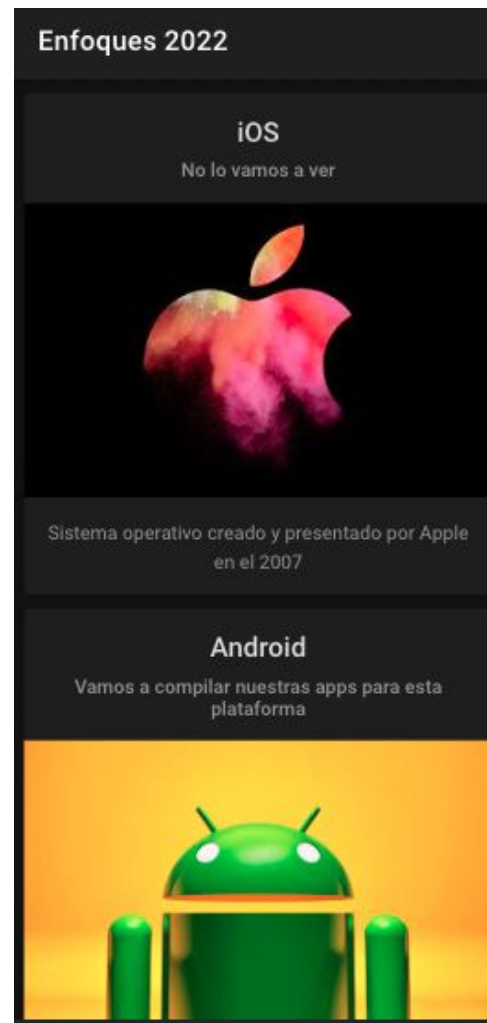 Enfoques 2022
iOS
No lo vamos a ver
Sistema operativo creado y presentado por Apple
en el 2007
Android
Vamos a compilar nuestras apps para esta
plataforma